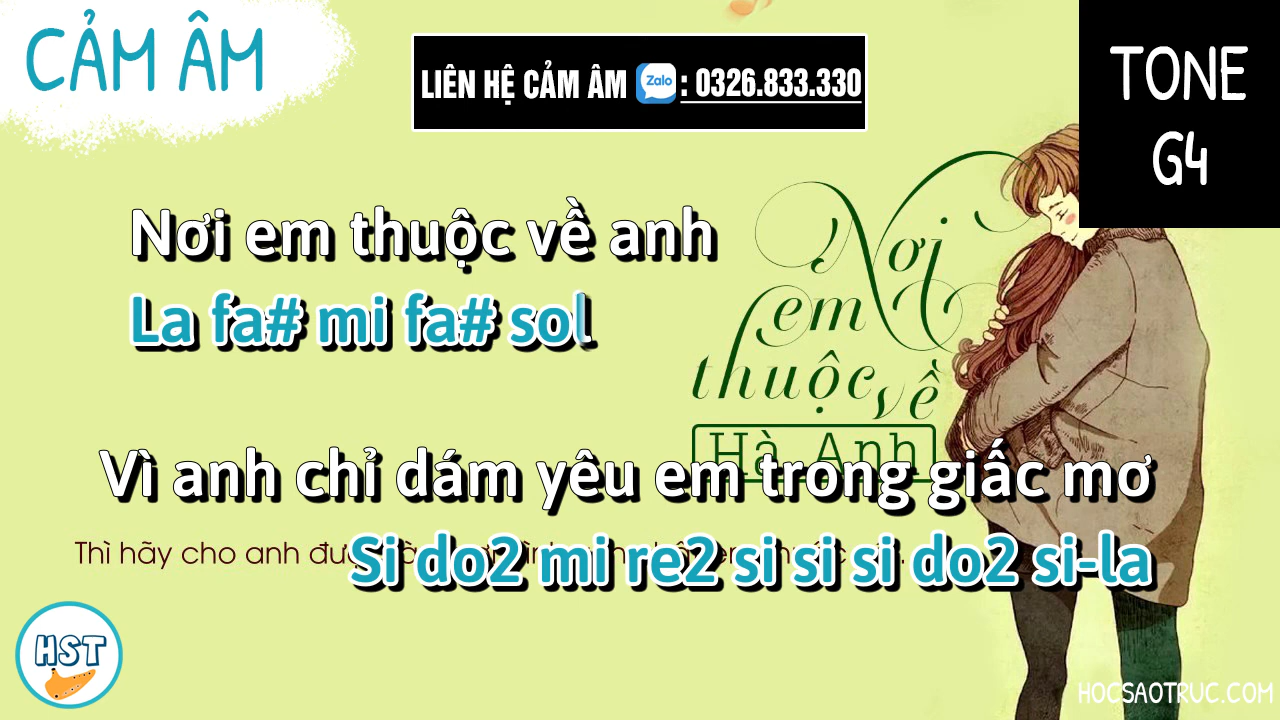 CẢM ÂM
LIÊN HỆ CẢM ÂM Zalo : 0326.833.330
TONE
G4
Nơi em thuộc về anh
La fa# mi fa# sol
Nơi
em
thuộc về
Hà Anh
Vì anh chỉ dám yêu em trong giấc mơ
Thì hãy cho anh
Si do2 mi re2 si si si do2 si-la
HST
HOCSAOTRUC.COM